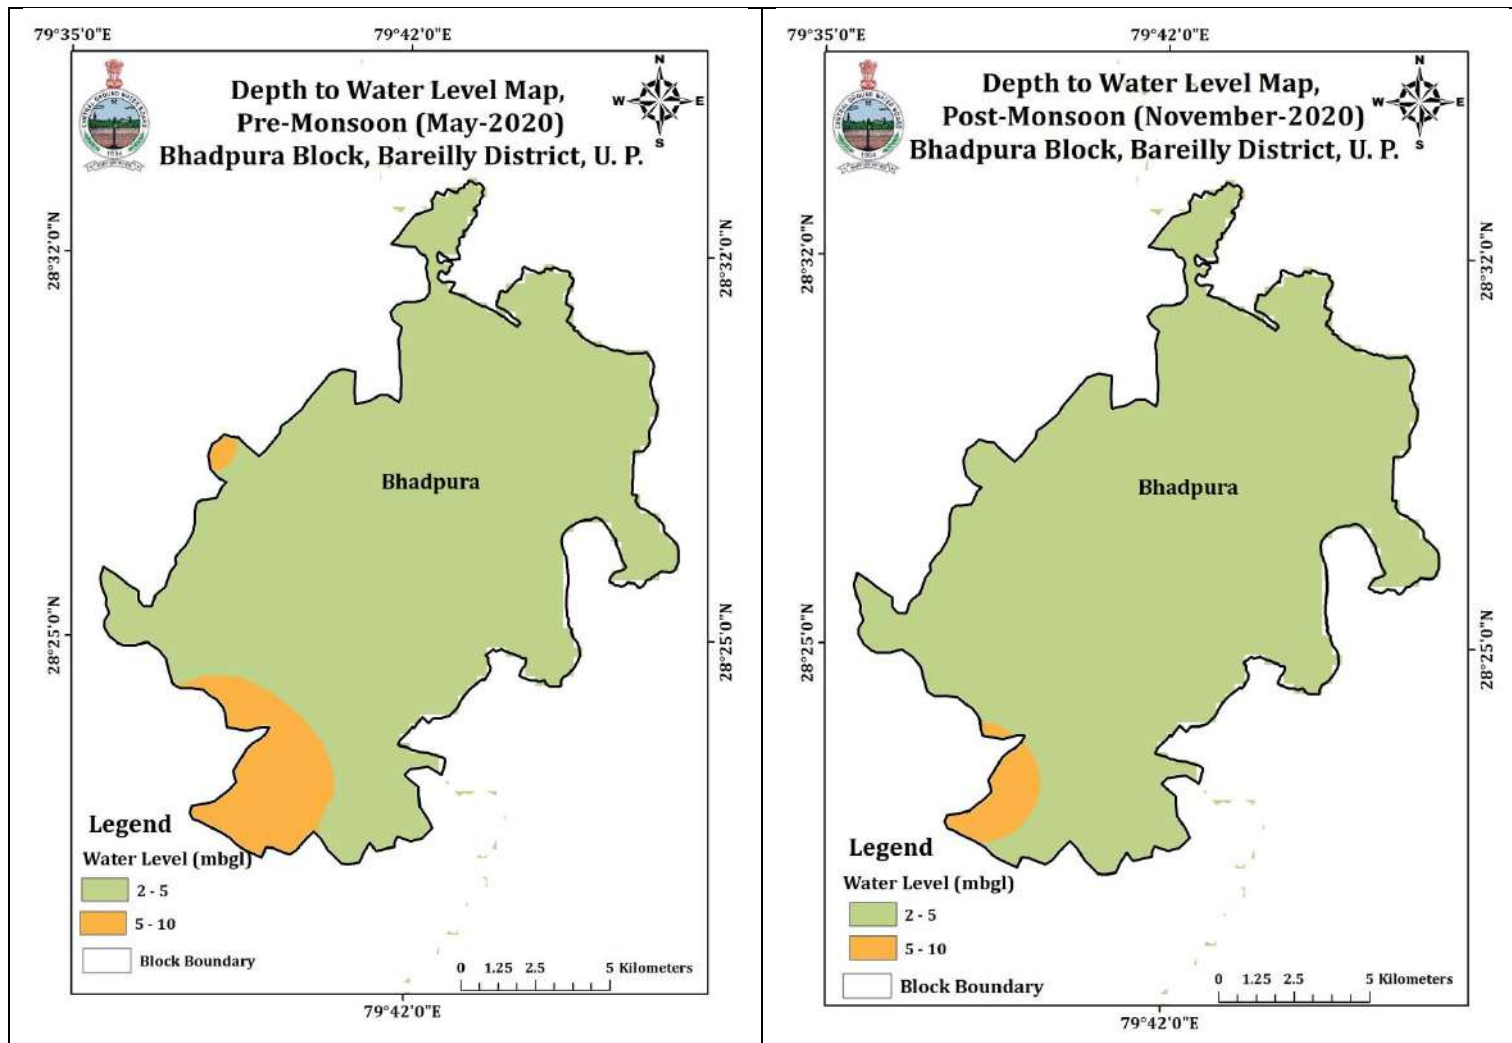 79°35'0"E
79°42'0"E
Depth to Water Level Map,
Pre-Monsoon (May-2020)
Bhadpura Block, Bareilly District, U. P.
N
W
E
S
28°32'0"N
28°32'0"N
Bhadpura
28°25'0"N
28°25'0"N
Legend
Water Level (mbgl)
2 - 5
5 - 10
Block Boundary
0 1.25 2.5 5 Kilometers
79°42'0"E
79°35'0"E
79°42'0"E
Depth to Water Level Map,
Post-Monsoon (November-2020)
Bhadpura Block, Bareilly District, U. P.
N
W
E
S
28°32'0"N
28°32'0"N
Bhadpura
28°25'0"N
28°25'0"N
Legend
Water Level (mbgl)
2 - 5
5 - 10
Block Boundary
0 1.25 2.5 5 Kilometers
79°42'0"E